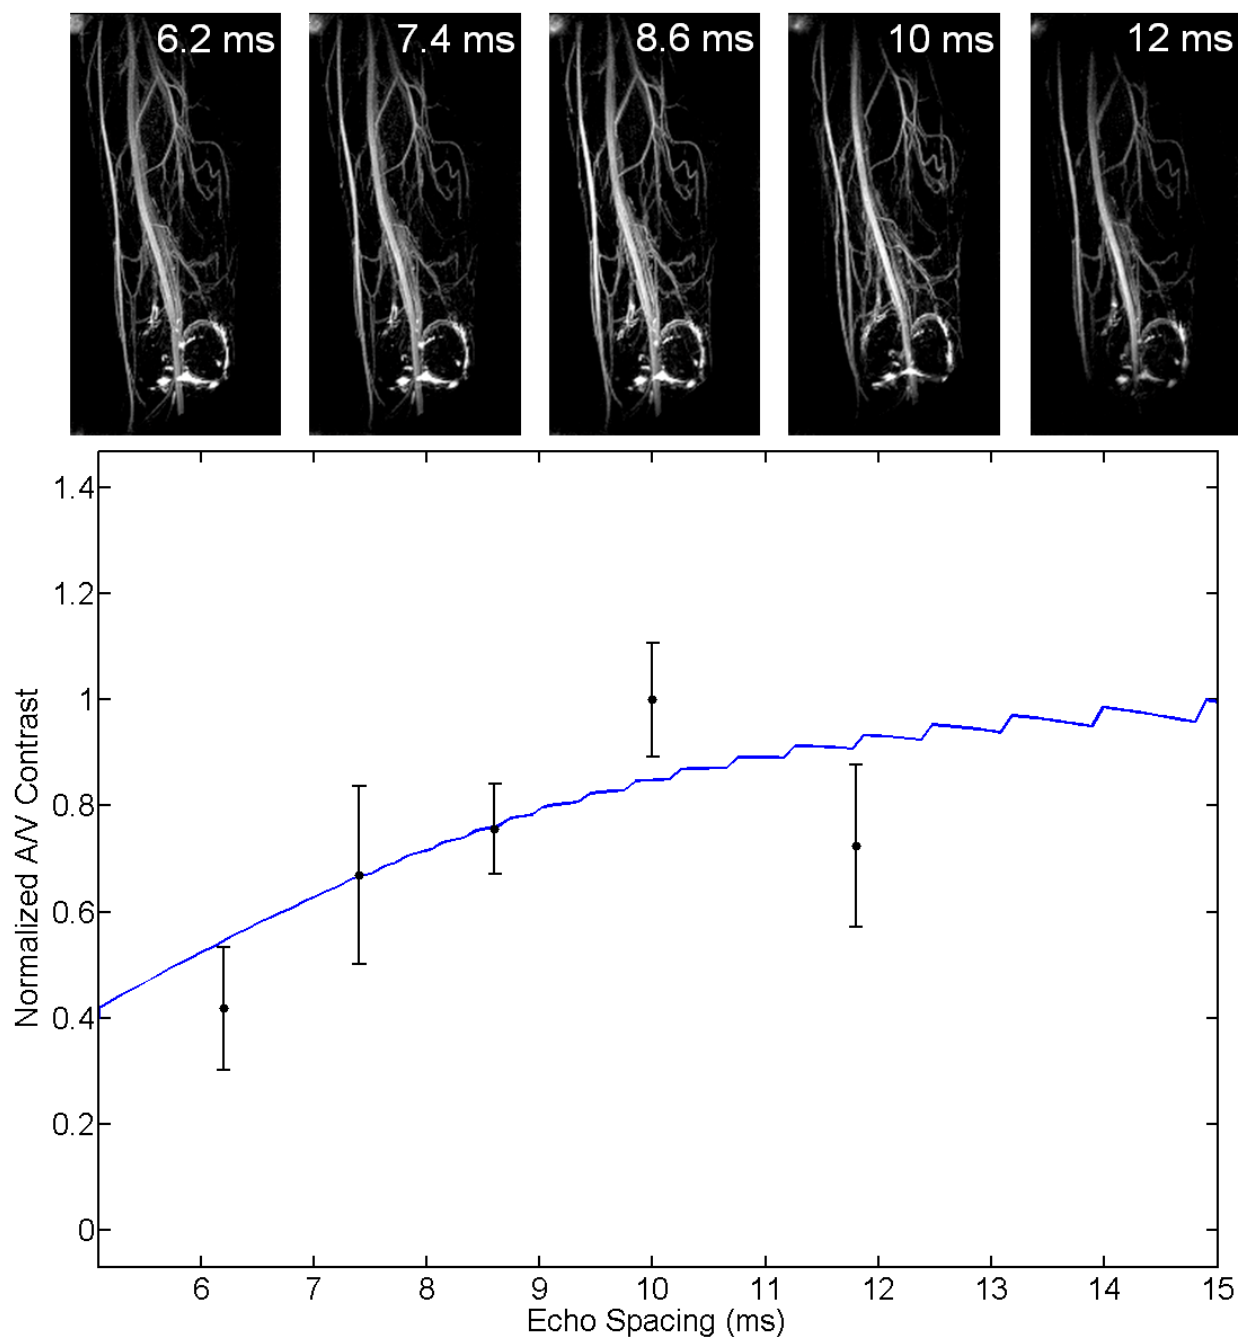 6.2 ms
7.4 ms
8.6 ms
10 ms
12 ms
1.4
1.2
1
0.8
0.6
0.4
0.2
0
Normalized A/V Contrast
6 7 8 9 10 11 12 13 14 15
Echo Spacing (ms)